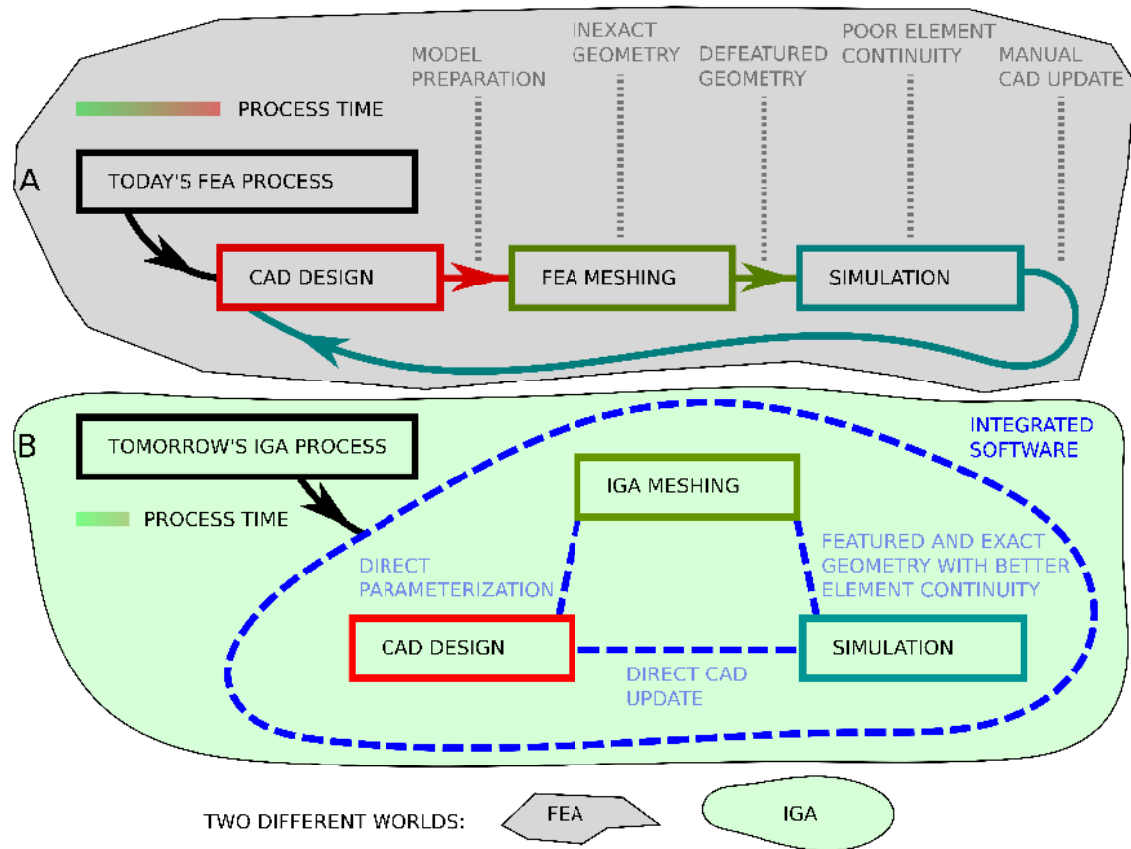 MODEL
PREPARATION
INEXACT
GEOMETRY
DEFEATURED
GEOMETRY
POOR ELEMENT
CONTINUITY
MANUAL
CAD UPDATE
PROCESS TIME
A
TODAY'S FEA PROCESS
CAD DESIGN
FEA MESHING
SIMULATION
B
TOMORROW'S IGA PROCESS
INTEGRATED
SOFTWARE
PROCESS TIME
IGA MESHING
DIRECT
PARAMETERIZATION
FEATURED AND EXACT
GEOMETRY WITH BETTER
ELEMENT CONTINUITY
CAD DESIGN
SIMULATION
DIRECT CAD
UPDATE
TWO DIFFERENT WORLDS:
FEA
IGA